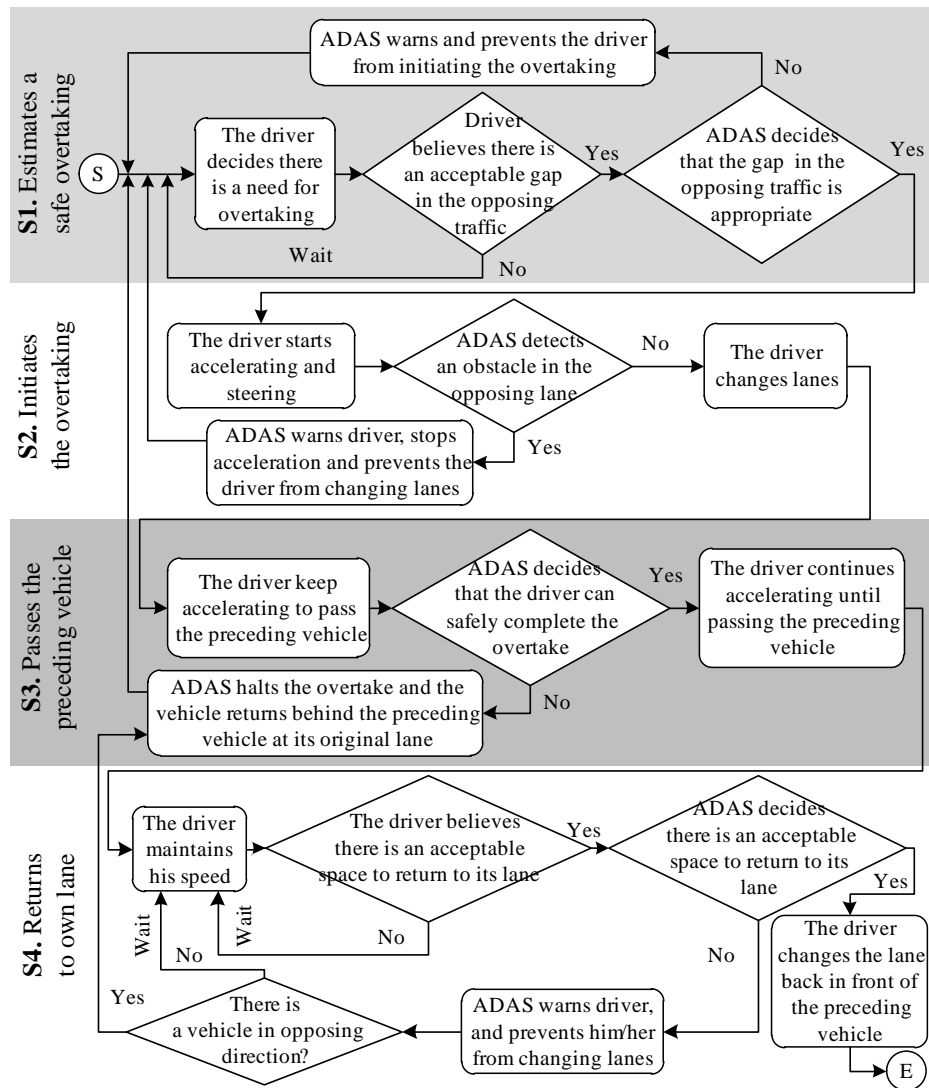 S1. Estimates a
safe overtaking
ADAS warns and prevents the driver
from initiating the overtaking
No
S
The driver
decides there
is a need for
overtaking
Driver
believes there is
an acceptable gap
in the opposing
traffic
Yes
ADAS decides
that the gap in the
opposing traffic is
appropriate
Yes
Wait
No
S2. Initiates
the overtaking
The driver starts
accelerating and
steering
ADAS detects
an obstacle in the
opposing lane
No
The driver
changes lanes
Yes
ADAS warns driver, stops
acceleration and prevents the
driver from changing lanes
S3. Passes the
preceding vehicle
The driver keep
accelerating to pass
the preceding vehicle
ADAS decides
that the driver can
safely complete the
overtake
Yes
The driver continues
accelerating until
passing the preceding
vehicle
No
ADAS halts the overtake and the
vehicle returns behind the preceding
vehicle at its original lane
S4. Returns
to own lane
The driver
maintains
his speed
The driver believes
there is an acceptable
space to return to its lane
Yes
ADAS decides
there is an acceptable
space to return to its
lane
Yes
Wait
Wait
No
No
No
The driver
changes the lane
back in front of
the preceding
vehicle
Yes
There is
a vehicle in opposing
direction?
ADAS warns driver,
and prevents him/her
from changing lanes
E